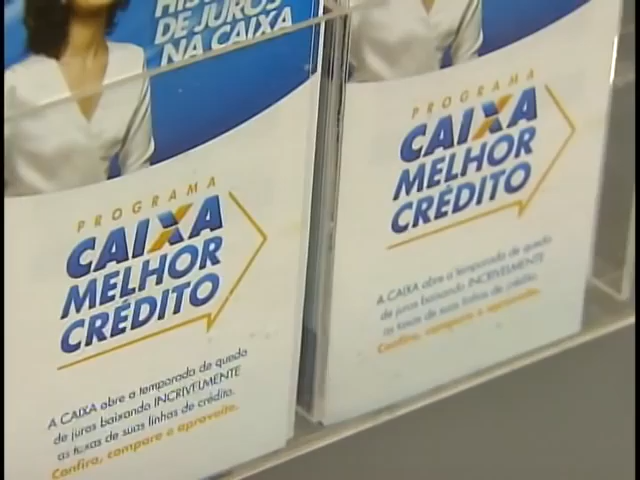 DE JUROS
NA CAIXA
PROGRAMA
CAIXA
MELHOR
CRÉDITO
A CAIXA abre a temporada de queda
de juros baixando INCRIVELMENTE
as taxas de suas linhas de crédito.
Confira, compare e aproveite.
PROGRAMA
CAIXA
MELHOR
CRÉDITO
A CAIXA abre a temporada de queda
de juros baixando INCRIVELMENTE
as taxas de suas linhas de crédito.
Confira, compare e aproveite.